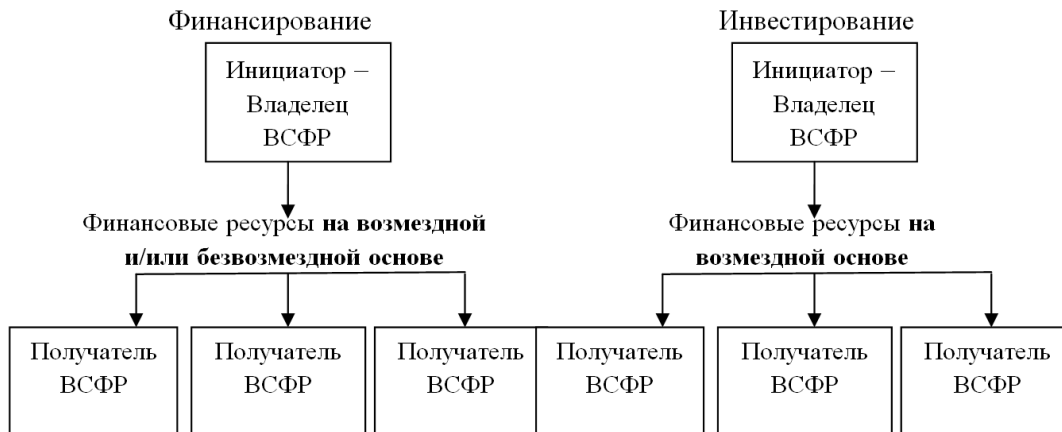 Финансирование
Инициатор –
Владелец
ВСФР
Финансовые ресурсы на возмездной
и/или безвозмездной основе
Получатель
ВСФР
Получатель
ВСФР
Получатель
ВСФР
Инвестирование
Инициатор –
Владелец
ВСФР
Финансовые ресурсы на
возмездной основе
Получатель
ВСФР
Получатель
ВСФР
Получатель
ВСФР